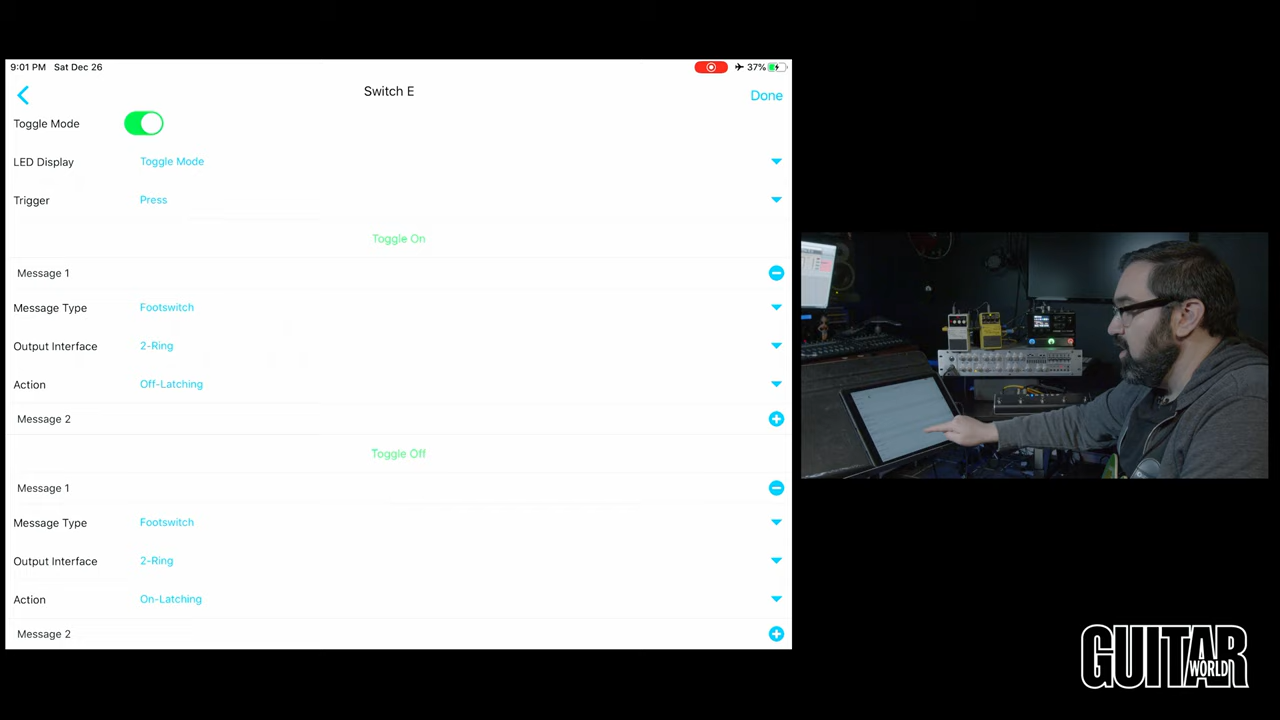 9:01 PM Sat Dec 26
37%
Switch E
Done
Toggle Mode
LED Display Toggle Mode
Trigger Press
Toggle On
Message 1
Message Type Footswitch
Output Interface 2-Ring
Action Off-Latching
Message 2
Toggle Off
Message 1
Message Type Footswitch
Output Interface 2-Ring
Action On-Latching
Message 2
GUITAR
WORLD